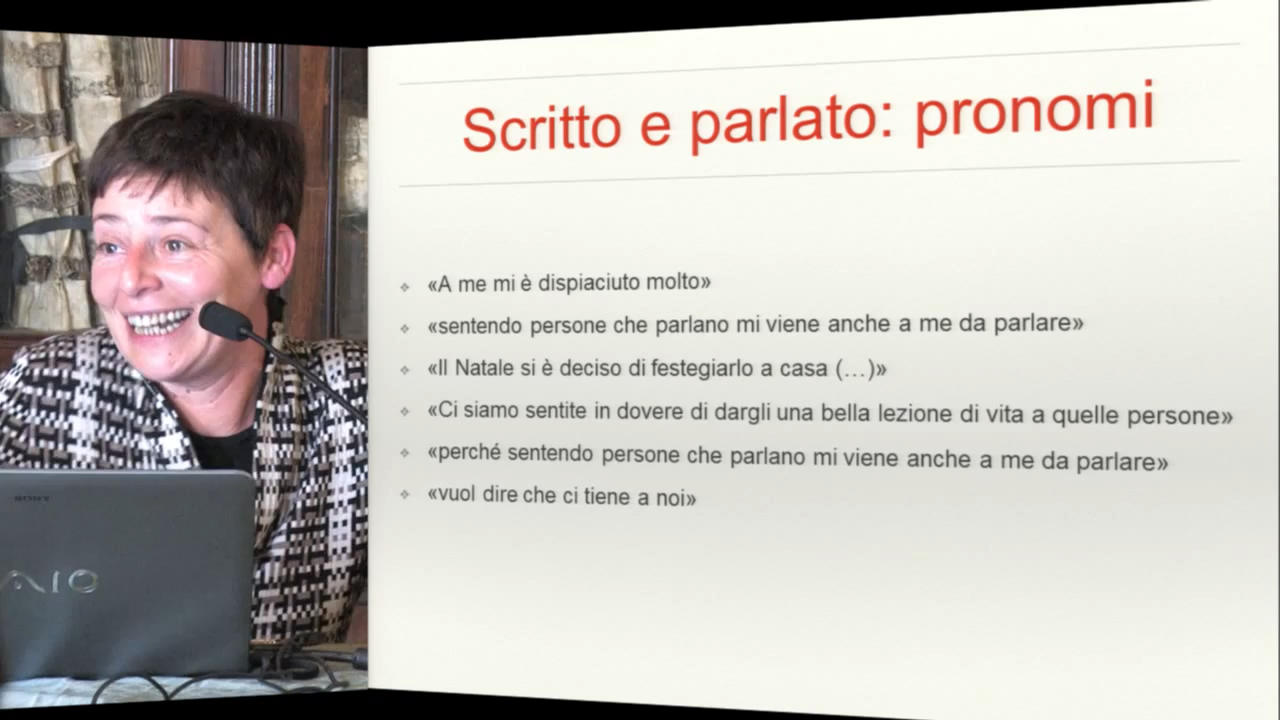 Scritto e parlato: pronomi
«A me mi è dispiaciuto molto»
«sentendo persone che parlano mi viene anche a me da parlare»
«Il Natale si è deciso di festegiarlo a casa (…)»
«Ci siamo sentite in dovere di dargli una bella lezione di vita a quelle persone»
«perché sentendo persone che parlano mi viene anche a me da parlare»
«vuol dire che ci tiene a noi»
SONY
VAIO